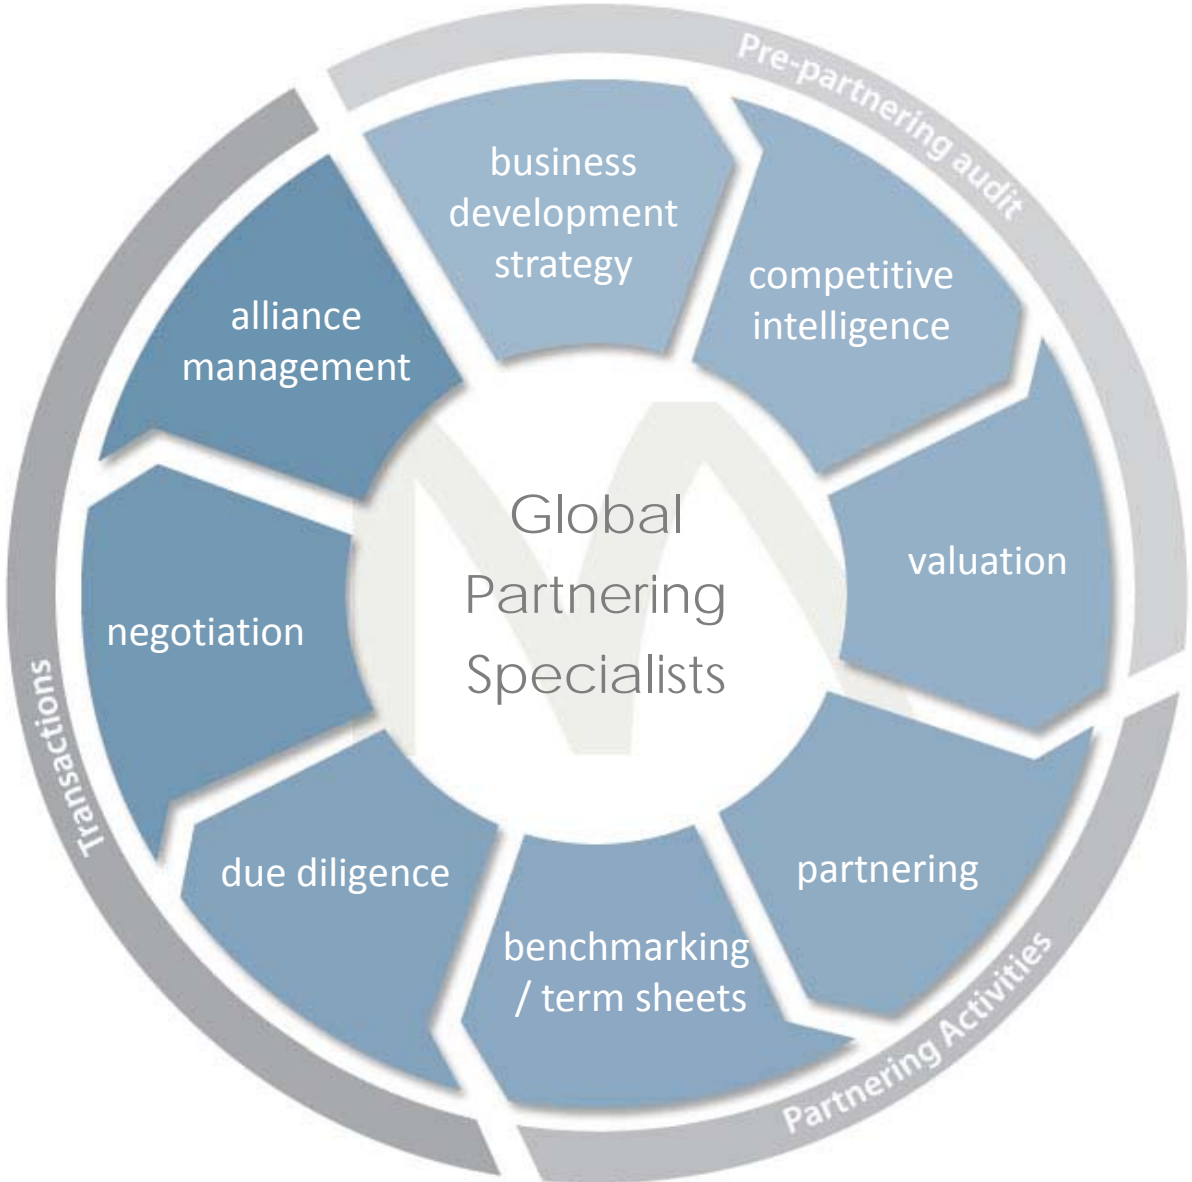 Pre-partnering audit
business
development
strategy
competitive
intelligence
valuation
partnering
Partnering Activities
benchmarking
/ term sheets
due diligence
Transactions
negotiation
alliance
management
Global
Partnering
Specialists